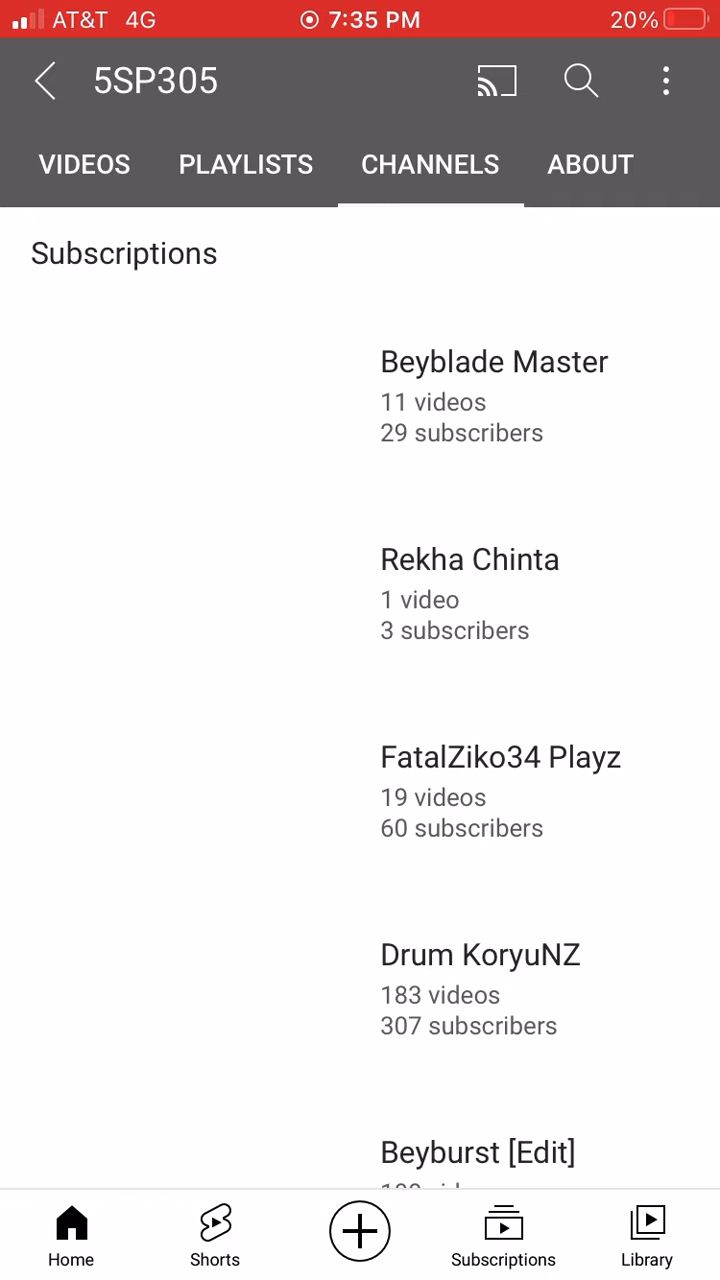 AT&T 4G 7:35 PM 20%
5SP305
VIDEOS PLAYLISTS CHANNELS ABOUT
Subscriptions
Beyblade Master
11 videos
29 subscribers
Rekha Chinta
1 video
3 subscribers
FatalZiko34 Playz
19 videos
60 subscribers
Drum KoryuNZ
183 videos
307 subscribers
Beyburst [Edit]
Home Shorts Subscriptions Library